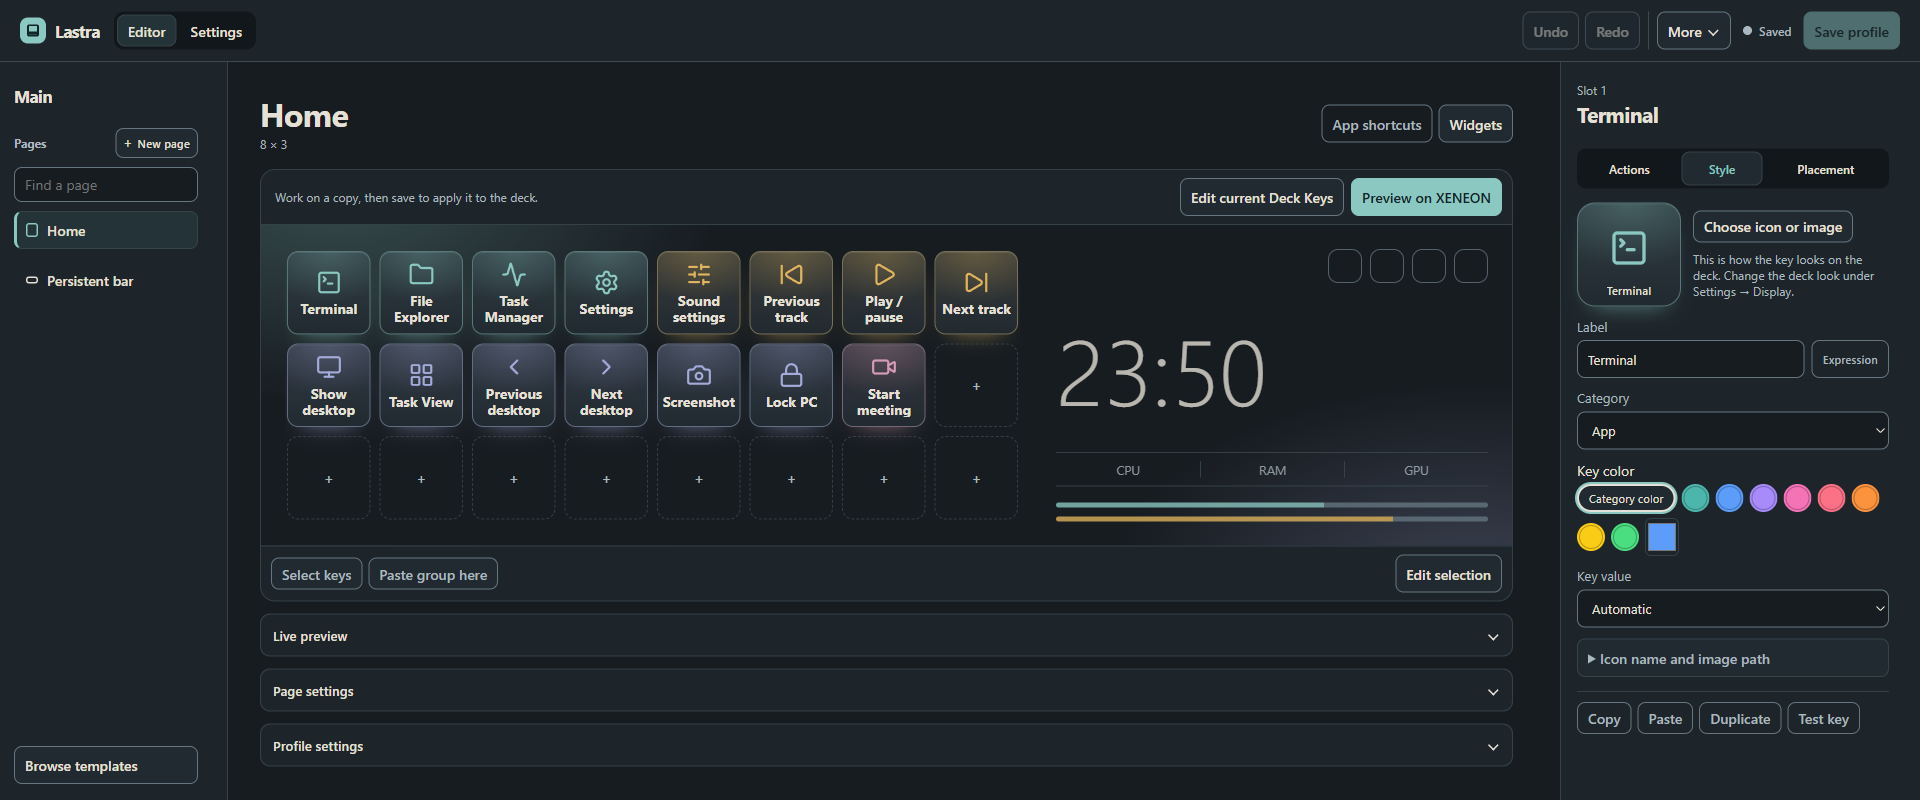 Lastra
Editor
Settings
Undo
Redo
More
Saved
Save profile
Main
Pages
+ New page
Find a page
Home
Persistent bar
Browse templates
Home
8 × 3
App shortcuts
Widgets
Work on a copy, then save to apply it to the deck.
Edit current Deck Keys
Preview on XENEON
Terminal
File
Explorer
Task
Manager
Settings
Sound
settings
Previous
track
Play /
pause
Next track
Show
desktop
Task View
Previous
desktop
Next
desktop
Screenshot
Lock PC
Start
meeting
+
+
+
+
+
+
+
+
+
23:50
CPU
RAM
GPU
Select keys
Paste group here
Edit selection
Live preview
Page settings
Profile settings
Slot 1
Terminal
Actions
Style
Placement
Terminal
Choose icon or image
This is how the key looks on the
deck. Change the deck look under
Settings → Display.
Label
Terminal
Expression
Category
App
Key color
Category color
Key value
Automatic
Icon name and image path
Copy
Paste
Duplicate
Test key